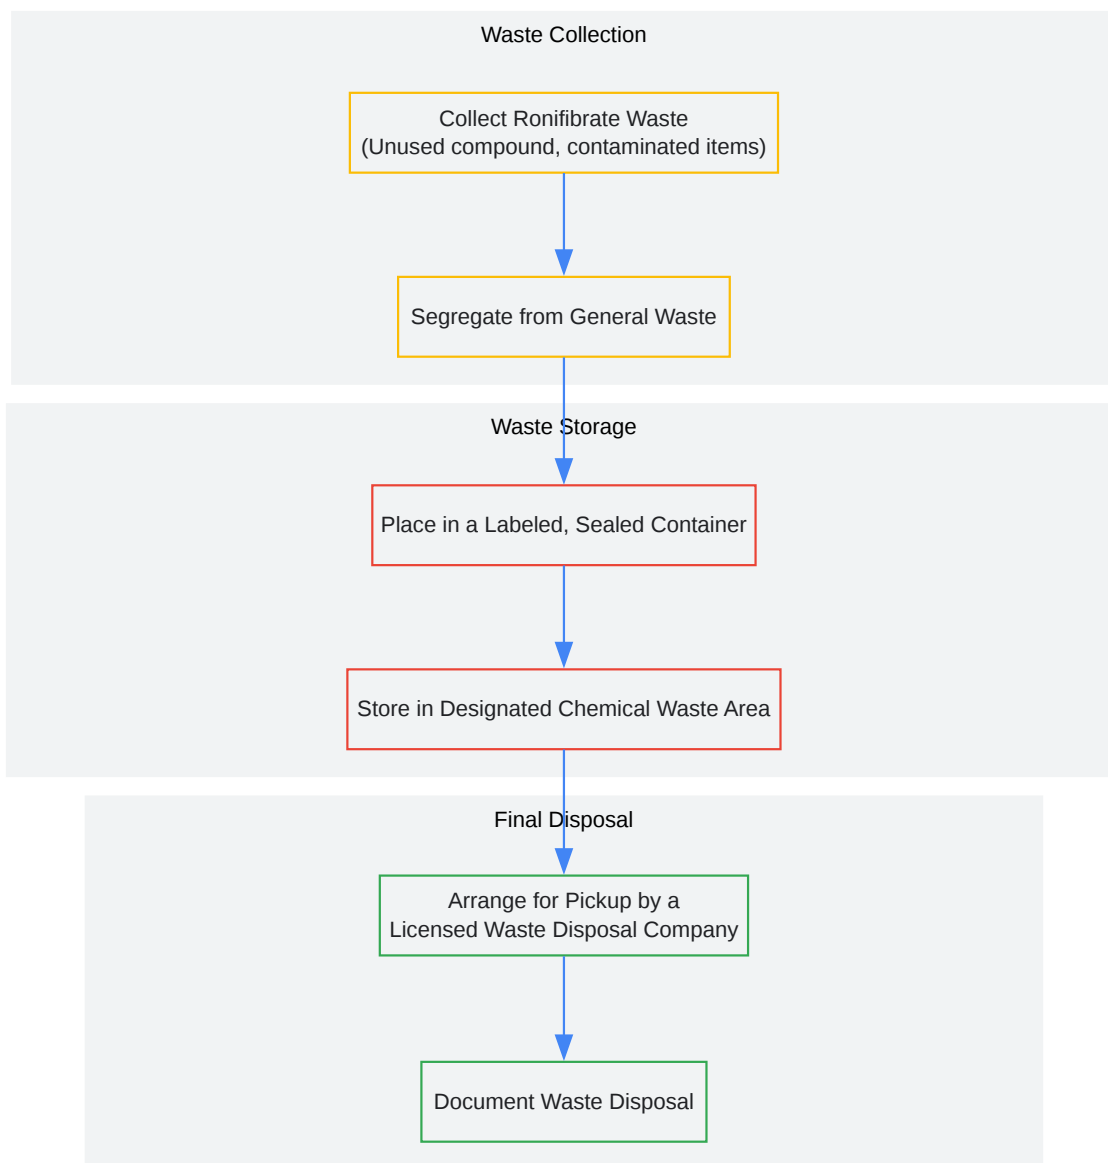 Waste Collection
Collect Ronifibrate Waste
(Unused compound, contaminated items)
Segregate from General Waste
Waste Storage
Place in a Labeled, Sealed Container
Store in Designated Chemical Waste Area
Final Disposal
Arrange for Pickup by a
Licensed Waste Disposal Company
Document Waste Disposal